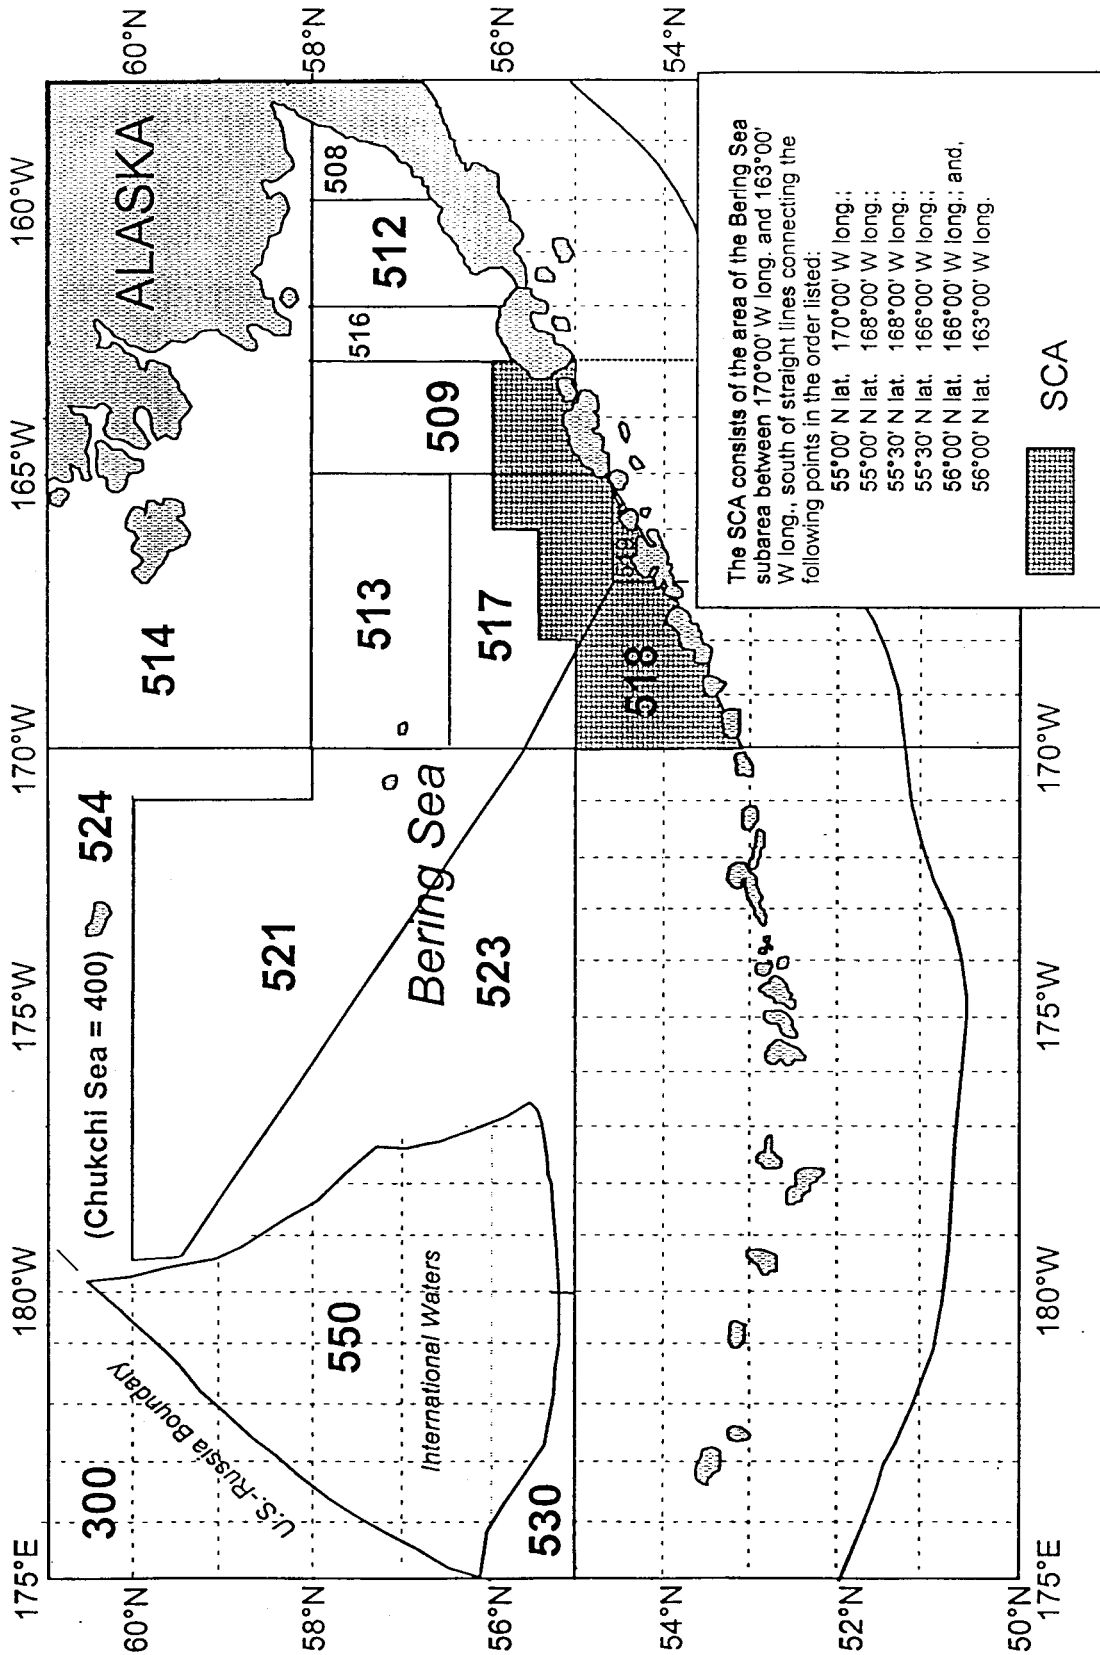 175°E
180°W
175°W
170°W
165°W
160°W
60°N
58°N
56°N
54°N
52°N
50°N
60°N
58°N
56°N
54°N
175°E
180°W
175°W
170°W
300
U.S.-Russia Boundary
(Chukchi Sea = 400)
524
514
ALASKA
521
550
International Waters
Bering Sea
523
530
513
517
509
516
512
508
518
519
The SCA consists of the area of the Bering Sea
subarea between 170°00' W long. and 163°00'
W long., south of straight lines connecting the
following points in the order listed:
55°00' N lat. 170°00' W long.;
55°00' N lat. 168°00' W long.;
55°30' N lat. 168°00' W long.;
55°30' N lat. 166°00' W long.;
56°00' N lat. 166°00' W long.; and,
56°00' N lat. 163°00' W long.
SCA